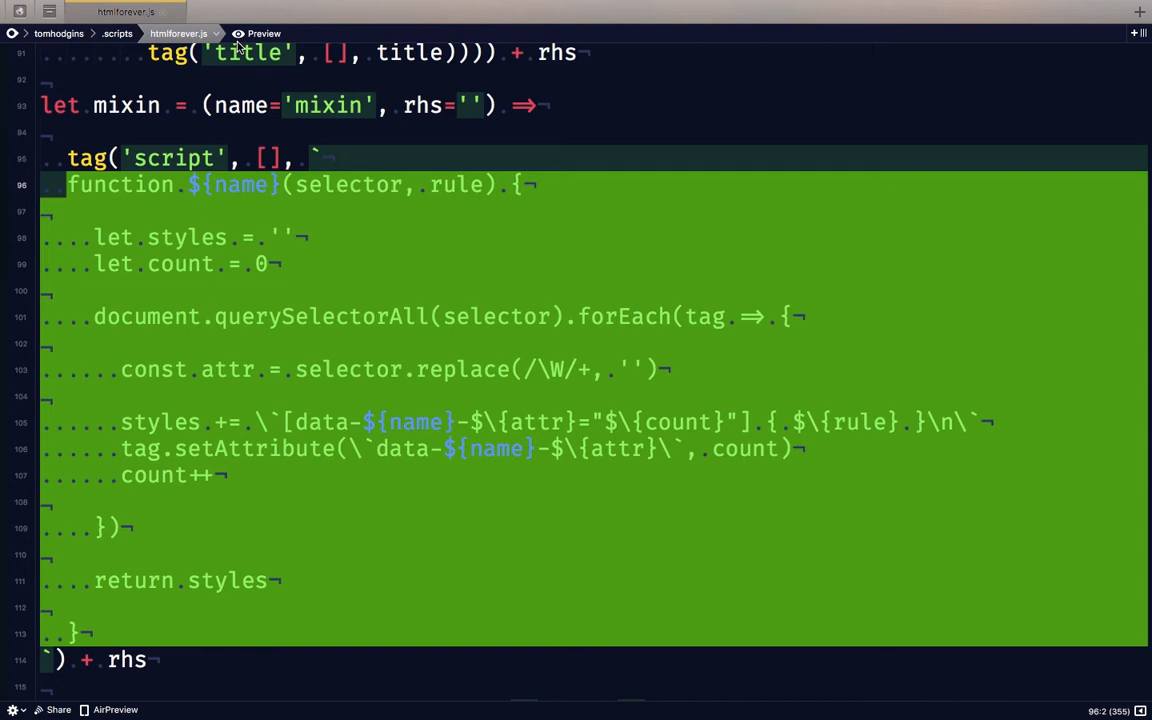 htmlforever.js
tomhodgins .scripts htmlforever.js Preview
91 ........tag('title', [], title)))) + rhs¬
92 ¬
93 let.mixin.=.(name='mixin', rhs='').=>¬
94 ¬
95 ..tag('script',.[],.`¬
96 ..function.${name}(selector,.rule).{¬
97 ¬
98 ....let.styles.=.''¬
99 ....let.count.=.0¬
100 ¬
101 ....document.querySelectorAll(selector).forEach(tag.=>.{¬
102 ¬
103 ......const.attr.=.selector.replace(/\W/+,.'')¬
104 ¬
105 ......styles.+=.\`[data-${name}-$\{attr}="$\{count}"].{.$\{rule}.}\n\`¬
106 ......tag.setAttribute(\`data-${name}-$\{attr}\`,.count)¬
107 ......count++¬
108 ¬
109 ....})¬
110 ¬
111 ....return.styles¬
112 ¬
113 ..}¬
114 `).+.rhs¬
115 ¬
Share AirPreview 96:2 (355)